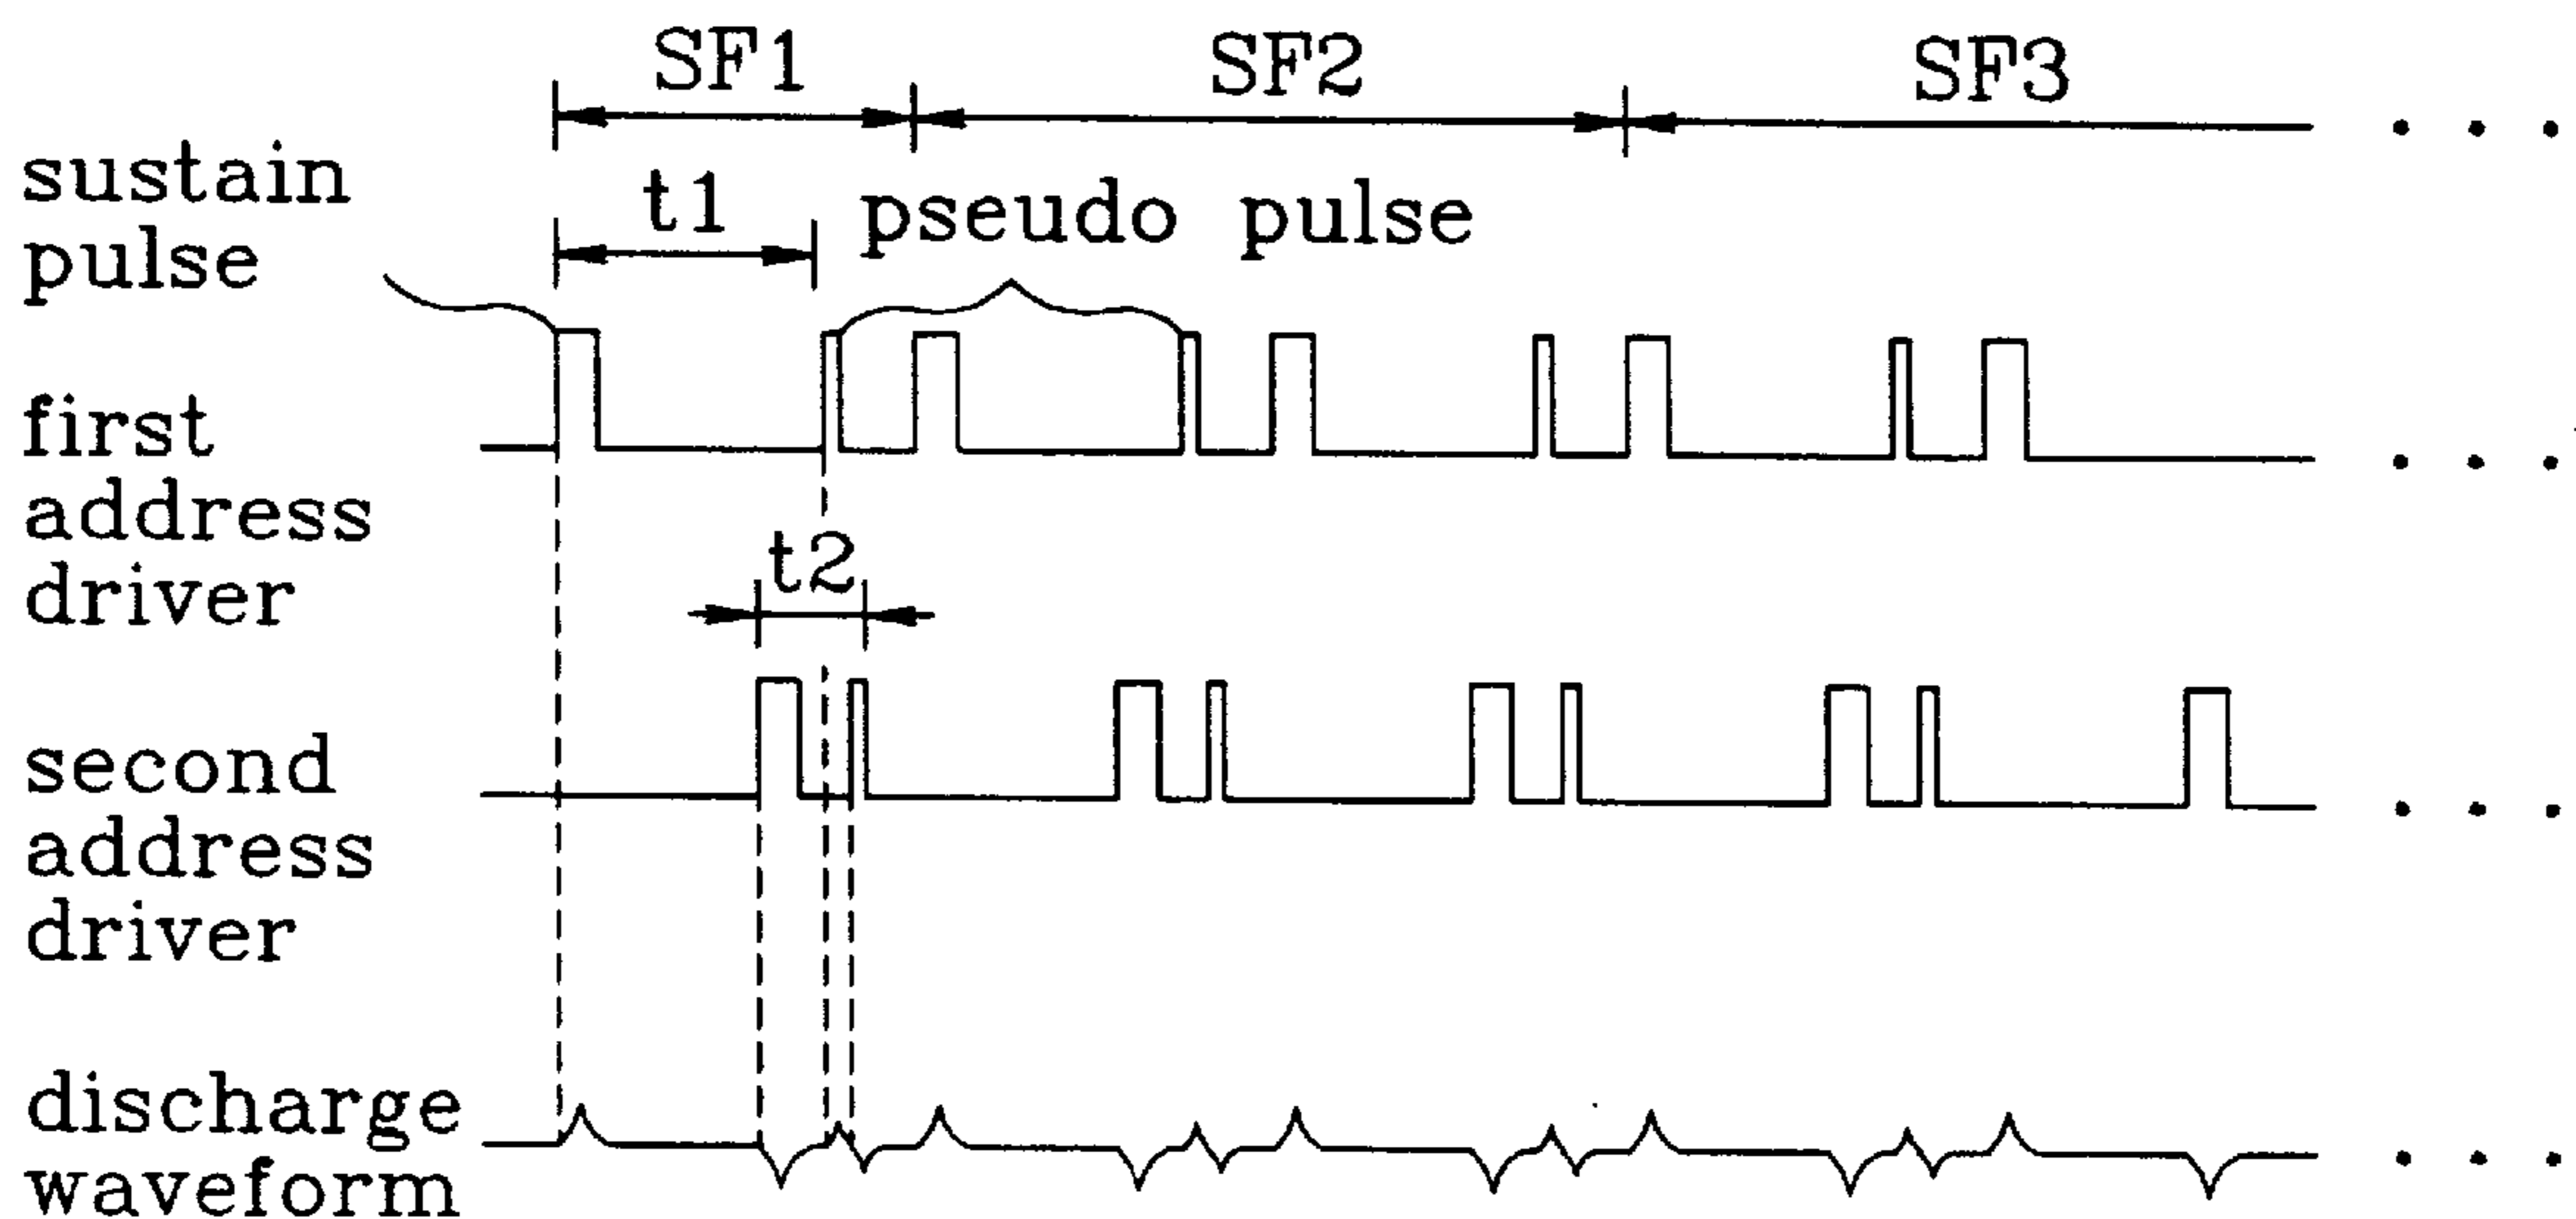 SF1
SF2
SF3
sustain
pulse
t1
pseudo pulse
first
address
driver
t2
second
address
driver
discharge
waveform